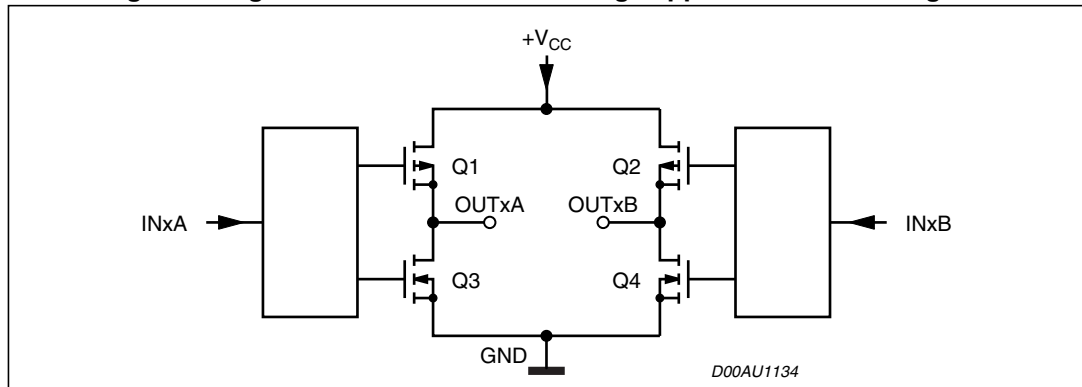 +VCC
Q1
Q2
OUTxA
OUTxB
INxA
INxB
Q3
Q4
GND
D00AU1134